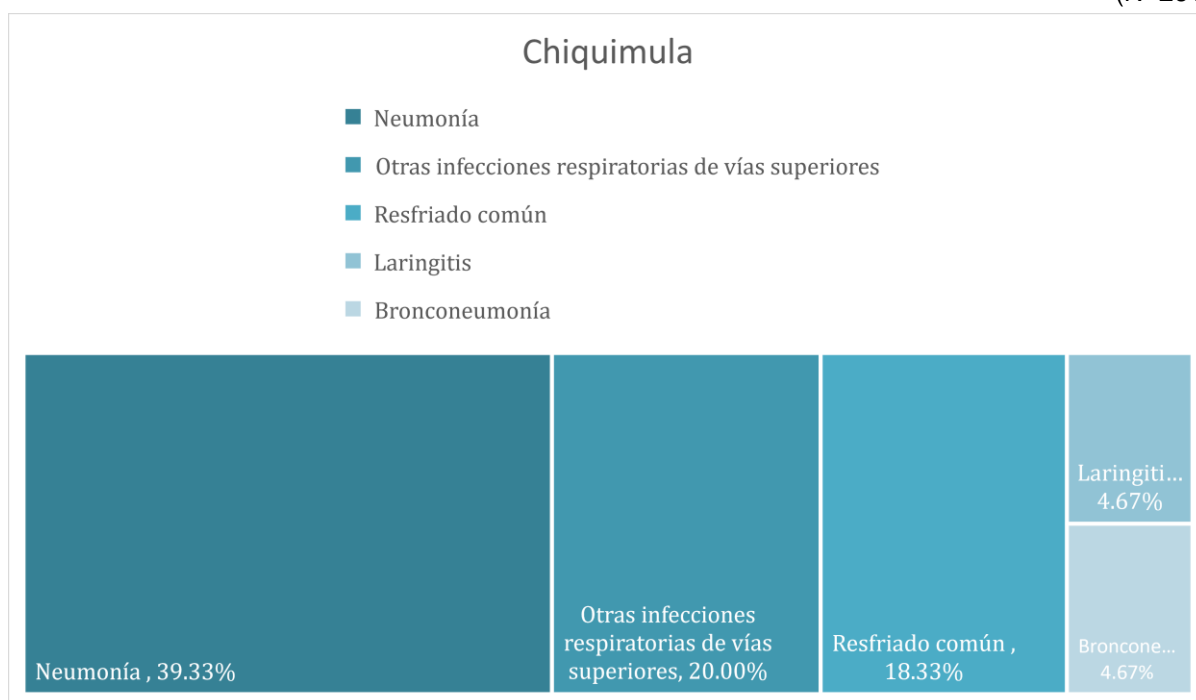 Chiquimula
Neumonía
Otras infecciones respiratorias de vías superiores
Resfriado común
Laringitis
Bronconeumonía
Neumonía , 39.33%
Otras infecciones
respiratorias de vías
superiores, 20.00%
Resfriado común ,
18.33%
Laringiti…
4.67%
Broncone…
4.67%